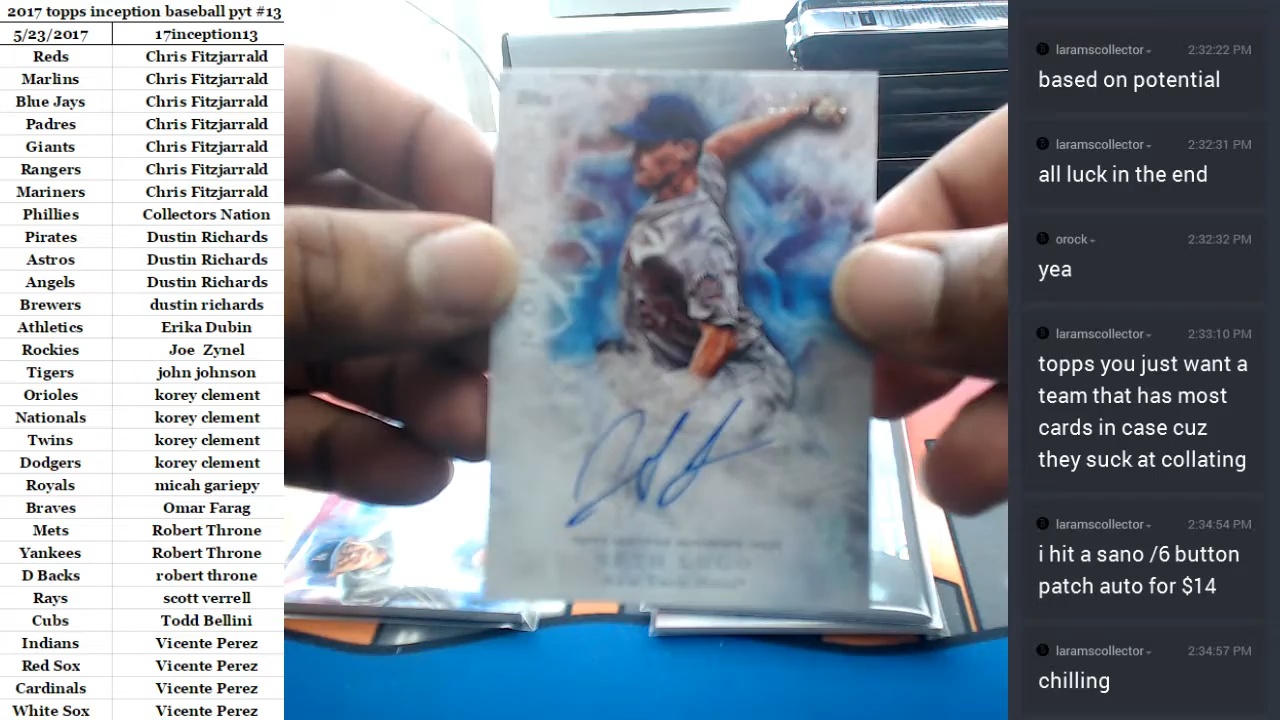 2017 topps inception baseball pyt #13
5/23/2017 17inception13
Reds Chris Fitzjarrald
Marlins Chris Fitzjarrald
Blue Jays Chris Fitzjarrald
Padres Chris Fitzjarrald
Giants Chris Fitzjarrald
Rangers Chris Fitzjarrald
Mariners Chris Fitzjarrald
Phillies Collectors Nation
Pirates Dustin Richards
Astros Dustin Richards
Angels Dustin Richards
Brewers dustin richards
Athletics Erika Dubin
Rockies Joe Zynel
Tigers john johnson
Orioles korey clement
Nationals korey clement
Twins korey clement
Dodgers korey clement
Royals micah gariepy
Braves Omar Farag
Mets Robert Throne
Yankees Robert Throne
D Backs robert throne
Rays scott verrell
Cubs Todd Bellini
Indians Vicente Perez
Red Sox Vicente Perez
Cardinals Vicente Perez
White Sox Vicente Perez
SETH LUGO
laramscollector 2:32:22 PM
based on potential
laramscollector 2:32:31 PM
all luck in the end
orock 2:32:32 PM
yea
laramscollector 2:33:10 PM
topps you just want a
team that has most
cards in case cuz
they suck at collating
laramscollector 2:34:54 PM
i hit a sano /6 button
patch auto for $14
laramscollector 2:34:57 PM
chilling